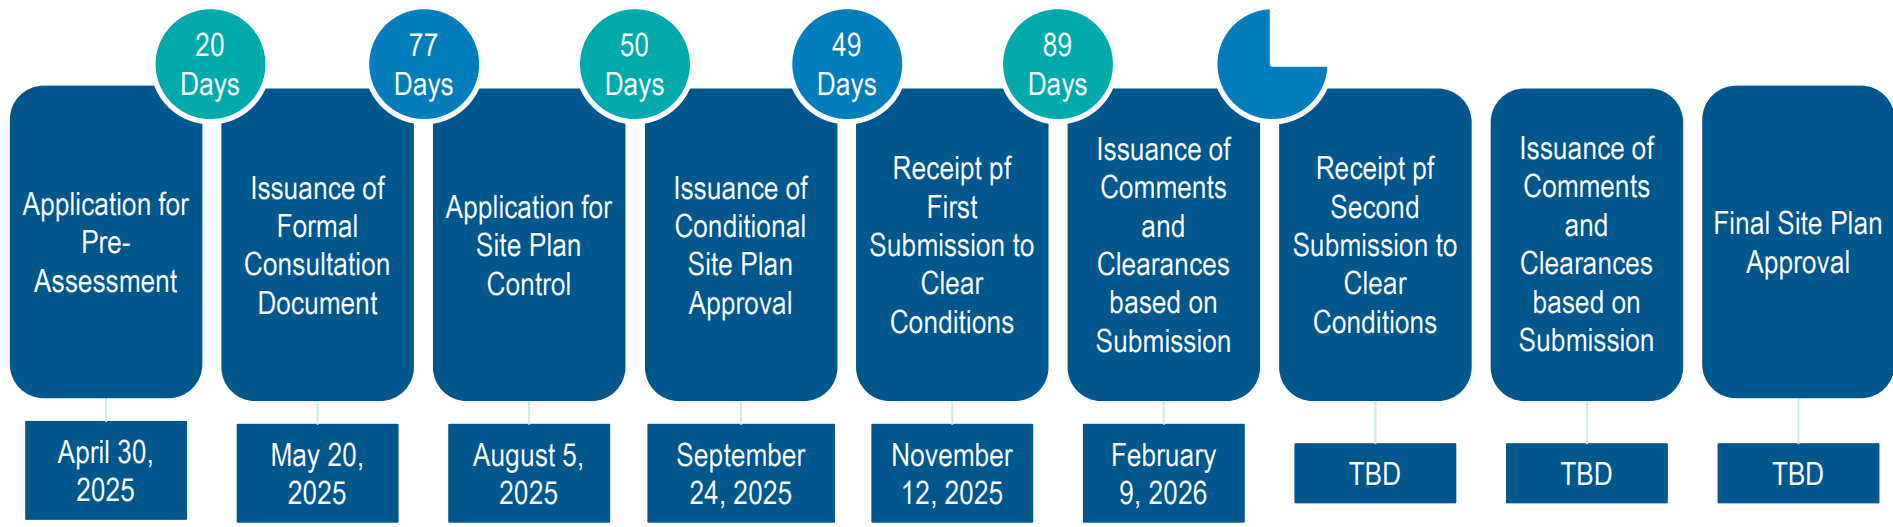 20
Days
77
Days
50
Days
49
Days
89
Days
Application for
Pre-
Assessment
Issuance of
Formal
Consultation
Document
Application for
Site Plan
Control
Issuance of
Conditional
Site Plan
Approval
Receipt pf
First
Submission to
Clear
Conditions
Issuance of
Comments
and
Clearances
based on
Submission
Receipt pf
Second
Submission to
Clear
Conditions
Issuance of
Comments
and
Clearances
based on
Submission
Final Site Plan
Approval
April 30,
2025
May 20,
2025
August 5,
2025
September
24, 2025
November
12, 2025
February
9, 2026
TBD
TBD
TBD